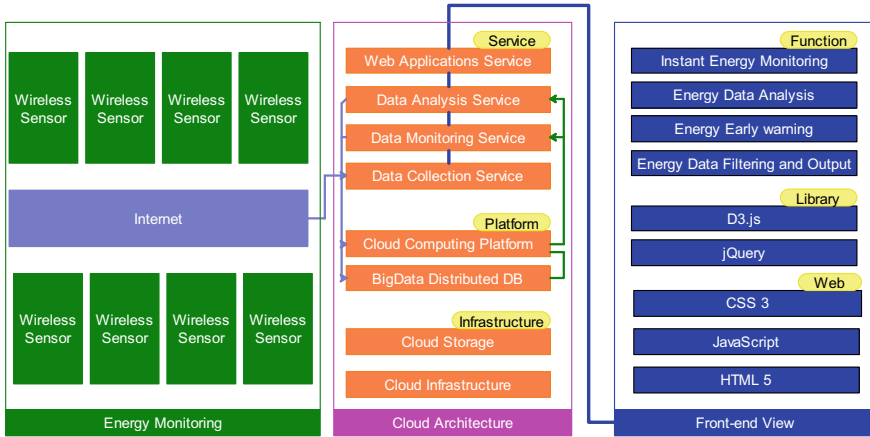 Wireless
Sensor
Wireless
Sensor
Wireless
Sensor
Wireless
Sensor
Internet
Wireless
Sensor
Wireless
Sensor
Wireless
Sensor
Wireless
Sensor
Energy Monitoring
Service
Web Applications Service
Data Analysis Service
Data Monitoring Service
Data Collection Service
Platform
Cloud Computing Platform
BigData Distributed DB
Infrastructure
Cloud Storage
Cloud Infrastructure
Cloud Architecture
Function
Instant Energy Monitoring
Energy Data Analysis
Energy Early warning
Energy Data Filtering and Output
Library
D3.js
jQuery
Web
CSS 3
JavaScript
HTML 5
Front-end View